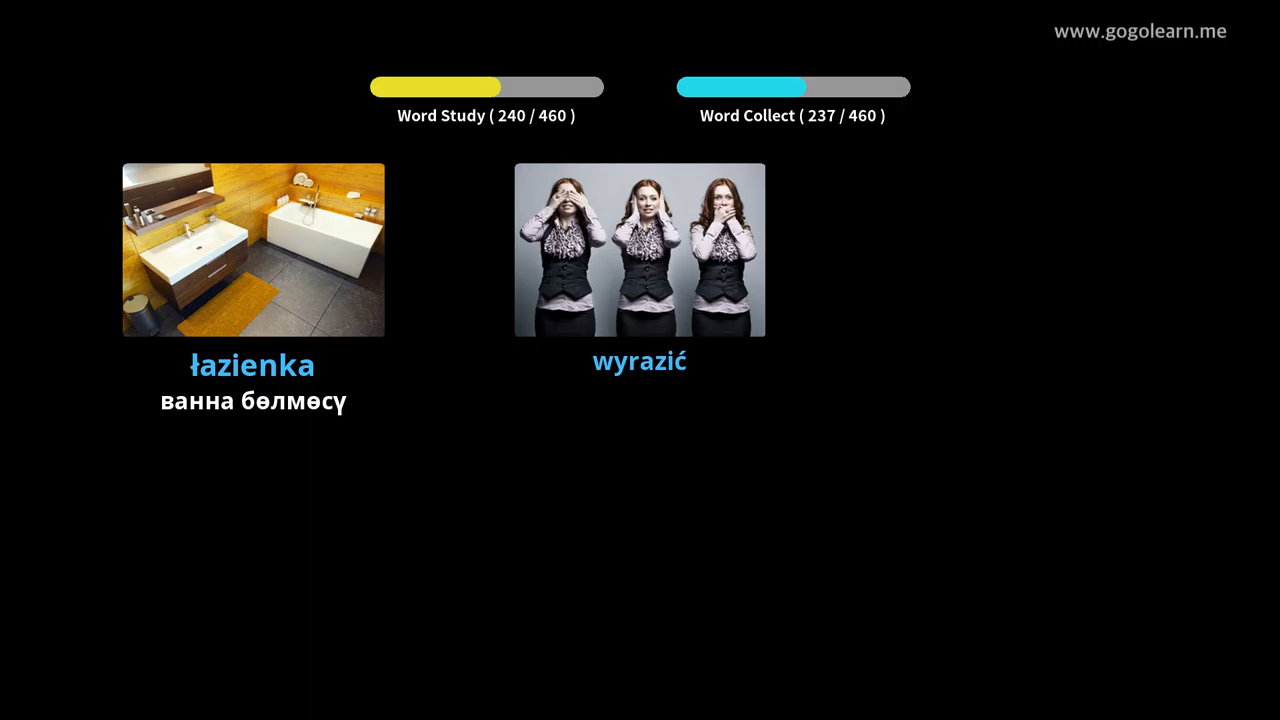 www.gogolearn.me
Word Study ( 240 / 460 )
Word Collect ( 237 / 460 )
łazienka
ванна бөлмөсү
wyrazić